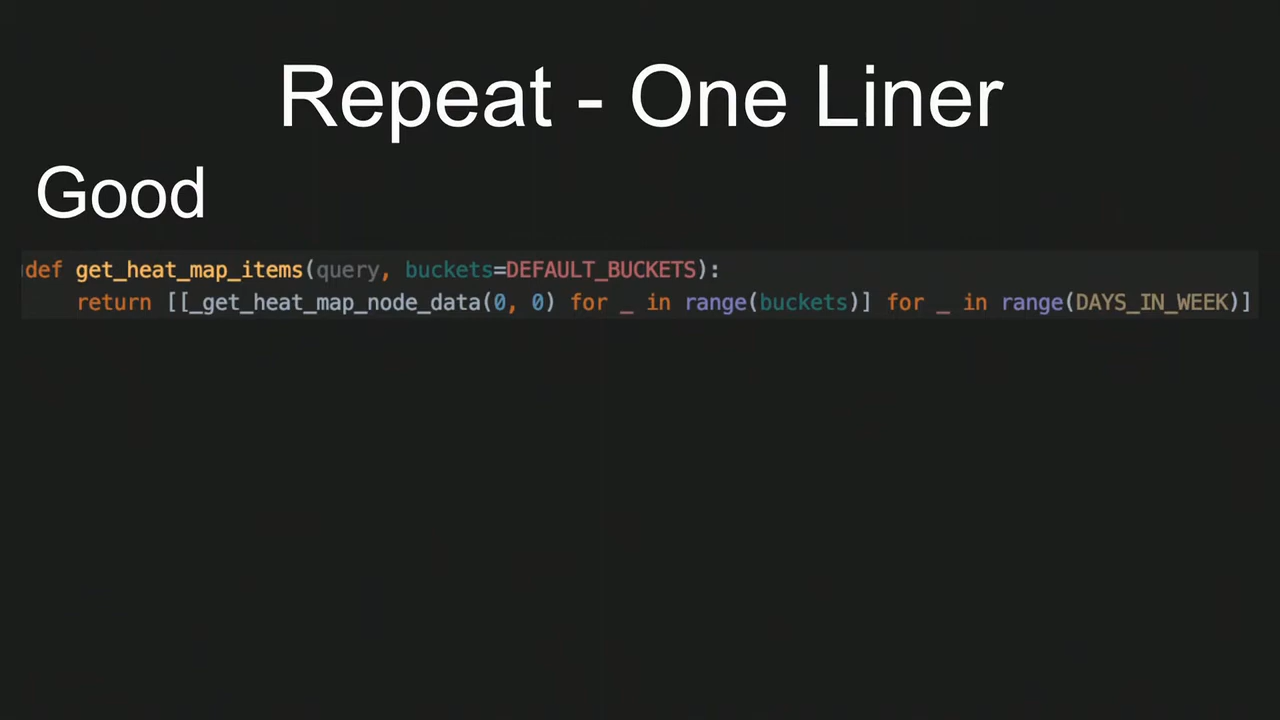 Repeat - One Liner
Good
def get_heat_map_items(query, buckets=DEFAULT_BUCKETS):
    return [[_get_heat_map_node_data(0, 0) for _ in range(buckets)] for _ in range(DAYS_IN_WEEK)]